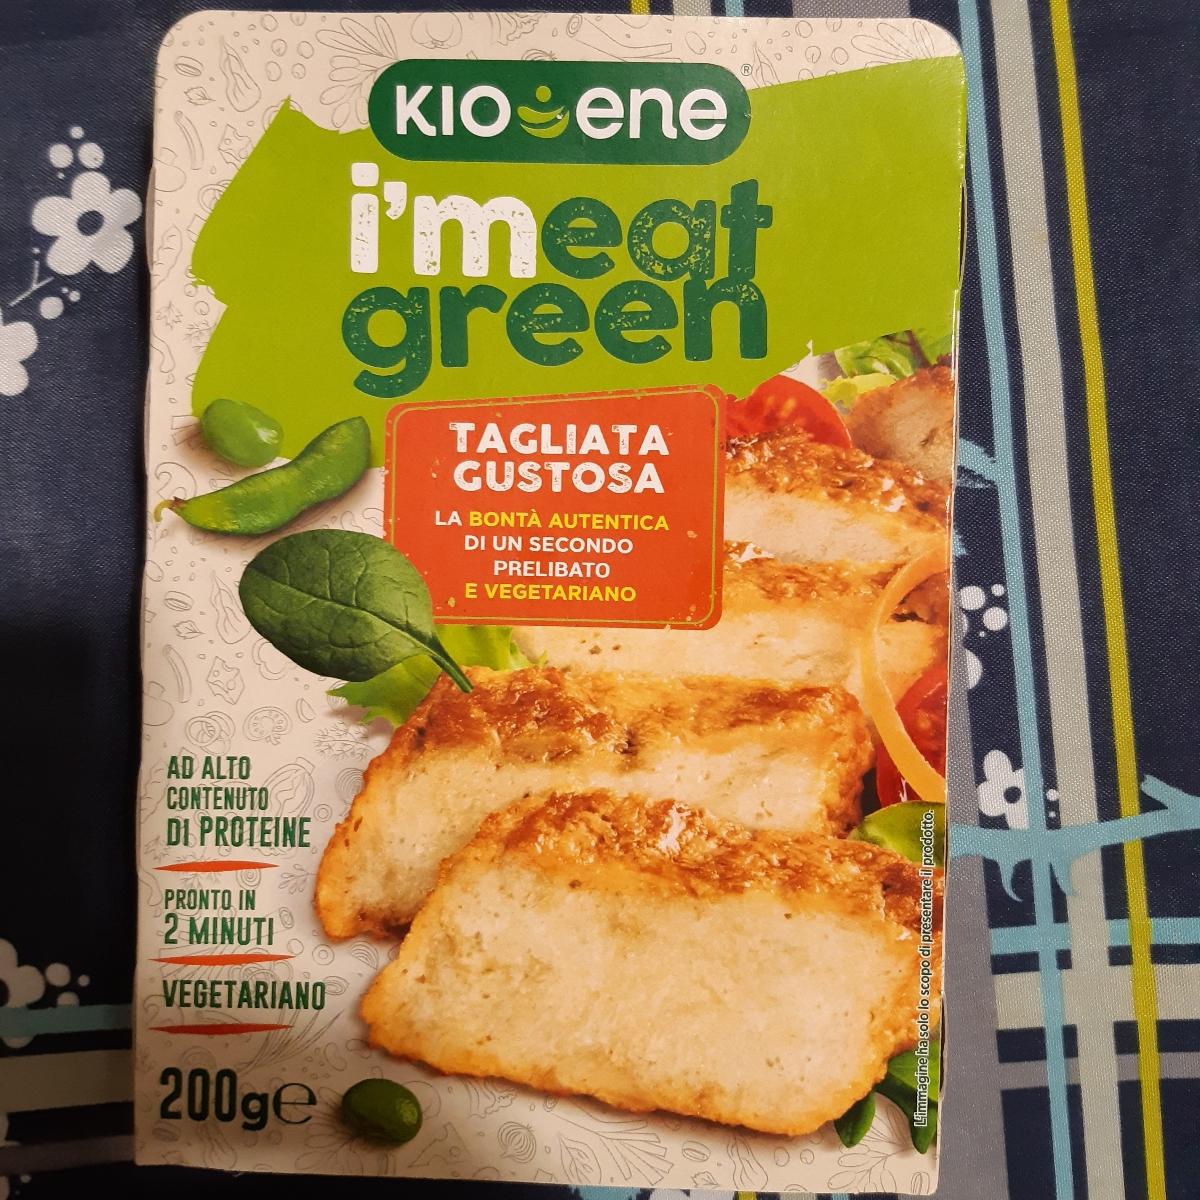 KIOENE®
i'meat
green
TAGLIATA
GUSTOSA
LA BONTÀ AUTENTICA
DI UN SECONDO
PRELIBATO
E VEGETARIANO
AD ALTO
CONTENUTO
DI PROTEINE
PRONTO IN
2 MINUTI
VEGETARIANO
200g℮
L'immagine ha solo lo scopo di presentare il prodotto.